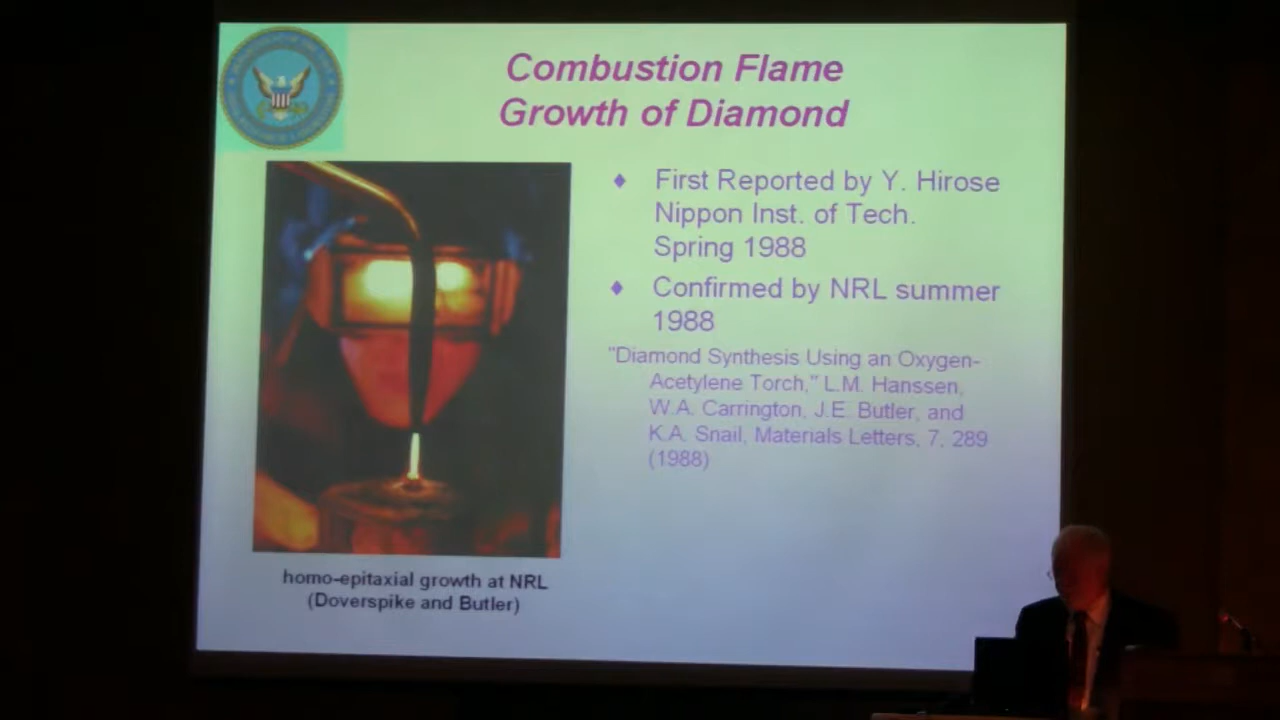 Combustion Flame
Growth of Diamond
♦ First Reported by Y. Hirose
Nippon Inst. of Tech.
Spring 1988
♦ Confirmed by NRL summer
1988
"Diamond Synthesis Using an Oxygen-
Acetylene Torch," L.M. Hanssen,
W.A. Carrington, J.E. Butler, and
K.A. Snail, Materials Letters, 7, 289
(1988)
homo-epitaxial growth at NRL
(Doverspike and Butler)